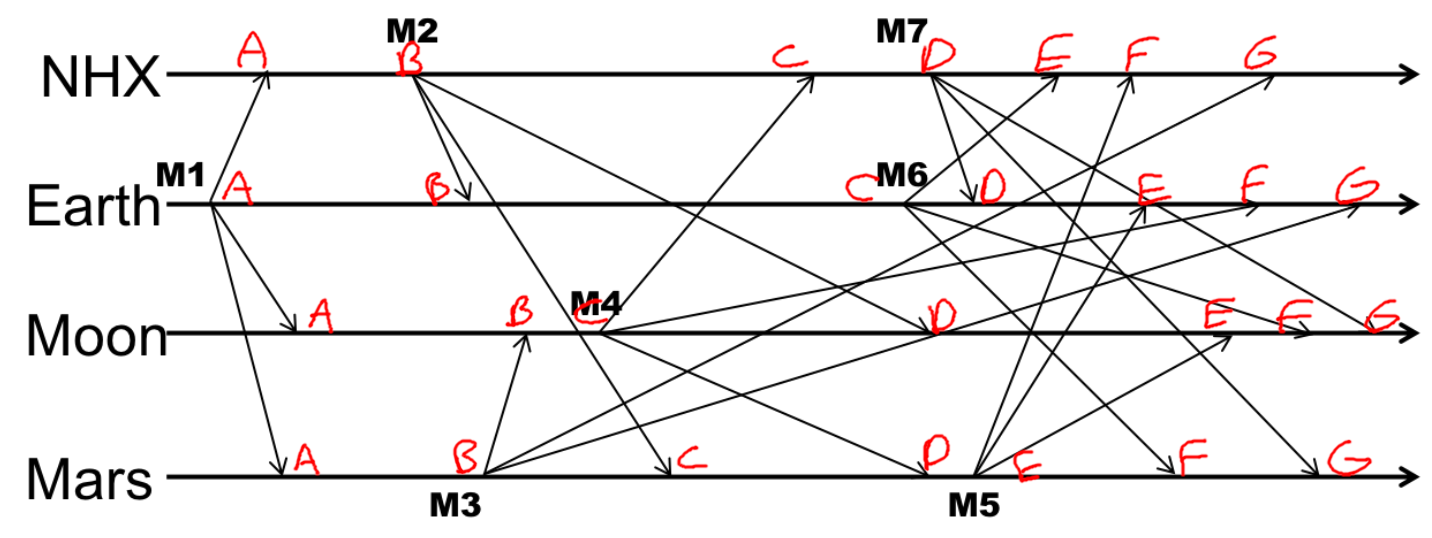 M2 M7
A B C D E F G
NHX
M1 M6
A B C D E F G
Earth
M4
A B C D E F G
Moon
A B C D E F G
Mars
M3 M5